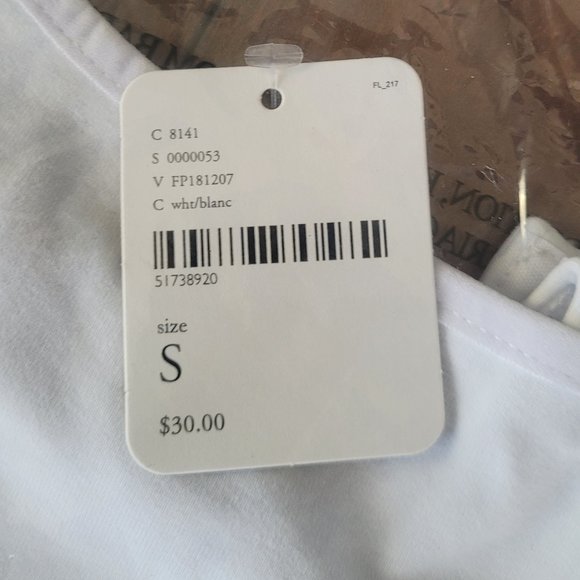 FL_217
C 8141
S 0000053
V FP181207
C wht/blanc
51738920
size
S
$30.00